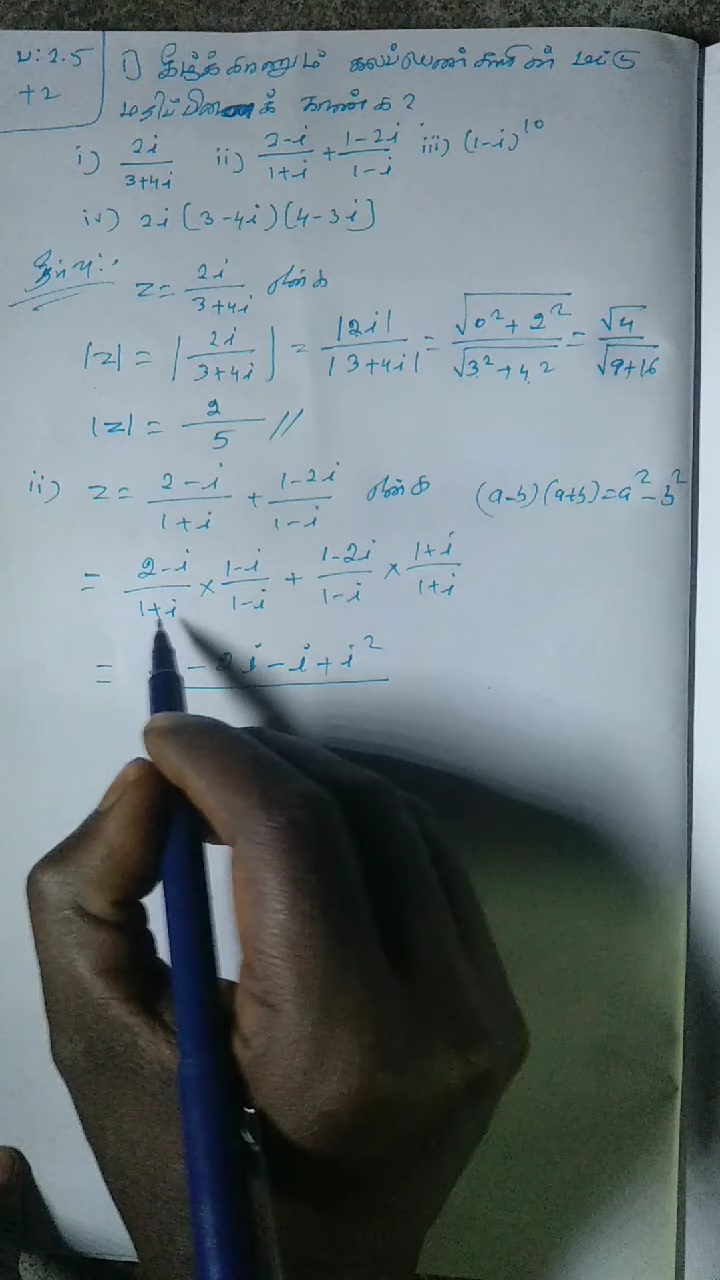 ப: 2.5
+2
1) கீழ்க்காணும் கலப்பெண்களின் மட்டு
மதிப்பினைக் காண்க?
i) 2i/3+4i ii) 2-i/1+i + 1-2i/1-i iii) (1-i)^10
iv) 2i (3-4i)(4-3i)
தீர்வு:
z = 2i/3+4i என்க
|z| = |2i/3+4i| = |2i|/|3+4i| = √0²+2²/√3²+4² = √4/√9+16
|z| = 2/5 //
ii) z = 2-i/1+i + 1-2i/1-i என்க (a-b)(a+b)=a²-b²
= 2-i/1+i × 1-i/1-i + 1-2i/1-i × 1+i/1+i
= - 2i - i + i²